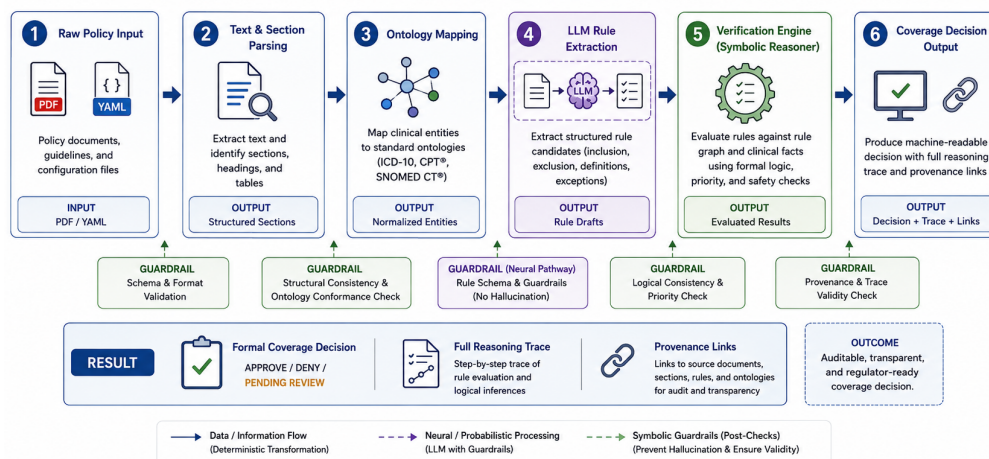 1
Raw Policy Input
PDF
{ }
YAML
Policy documents,
guidelines, and
configuration files
INPUT
PDF / YAML
2
Text & Section
Parsing
Extract text and
identify sections,
headings, and
tables
OUTPUT
Structured Sections
3
Ontology Mapping
Map clinical entities
to standard ontologies
(ICD-10, CPT®,
SNOMED CT®)
OUTPUT
Normalized Entities
4
LLM Rule
Extraction
LLM
Extract structured rule
candidates (inclusion,
exclusion, definitions,
exceptions)
OUTPUT
Rule Drafts
5
Verification Engine
(Symbolic Reasoner)
Evaluate rules against rule
graph and clinical facts
using formal logic,
priority, and safety checks
OUTPUT
Evaluated Results
6
Coverage Decision
Output
Produce machine-readable
decision with full reasoning
trace and provenance links
OUTPUT
Decision + Trace + Links
GUARDRAIL
Schema & Format
Validation
GUARDRAIL
Structural Consistency &
Ontology Conformance Check
GUARDRAIL (Neural Pathway)
Rule Schema & Guardrails
(No Hallucination)
GUARDRAIL
Logical Consistency &
Priority Check
GUARDRAIL
Provenance & Trace
Validity Check
RESULT
Formal Coverage Decision
APPROVE / DENY /
PENDING REVIEW
Full Reasoning Trace
Step-by-step trace of
rule evaluation and
logical inferences
Provenance Links
Links to source documents,
sections, rules, and ontologies
for audit and transparency
OUTCOME
Auditable, transparent,
and regulator-ready
coverage decision.
Data / Information Flow
(Deterministic Transformation)
Neural / Probabilistic Processing
(LLM with Guardrails)
Symbolic Guardrails (Post-Checks)
(Prevent Hallucination & Ensure Validity)